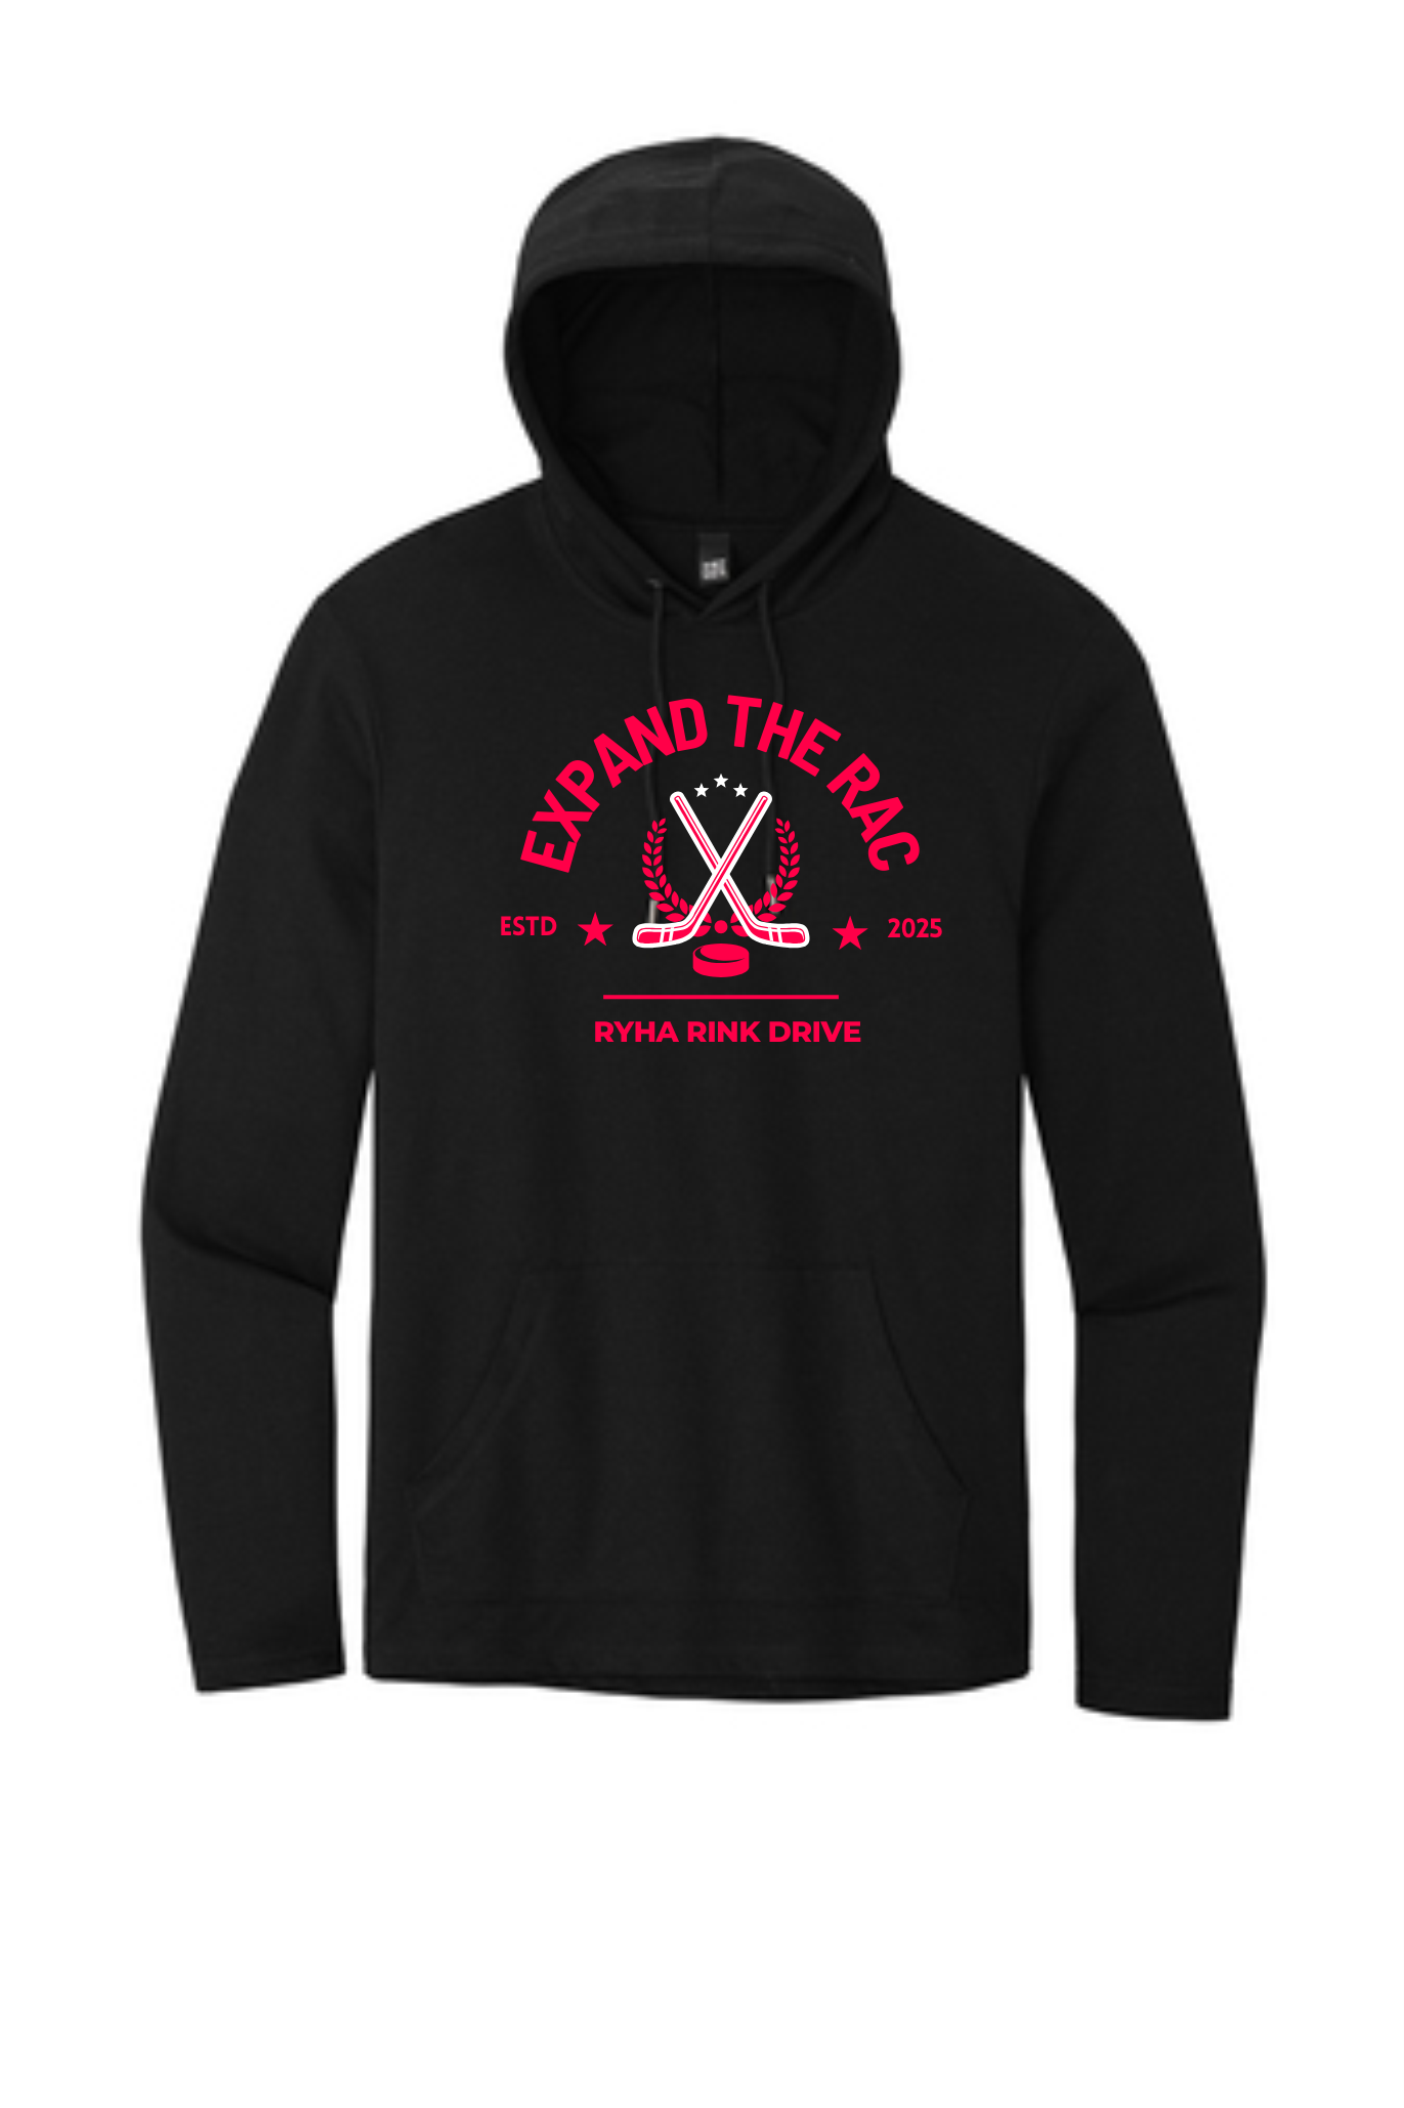 EXPAND THE RAC
ESTD
2025
RYHA RINK DRIVE